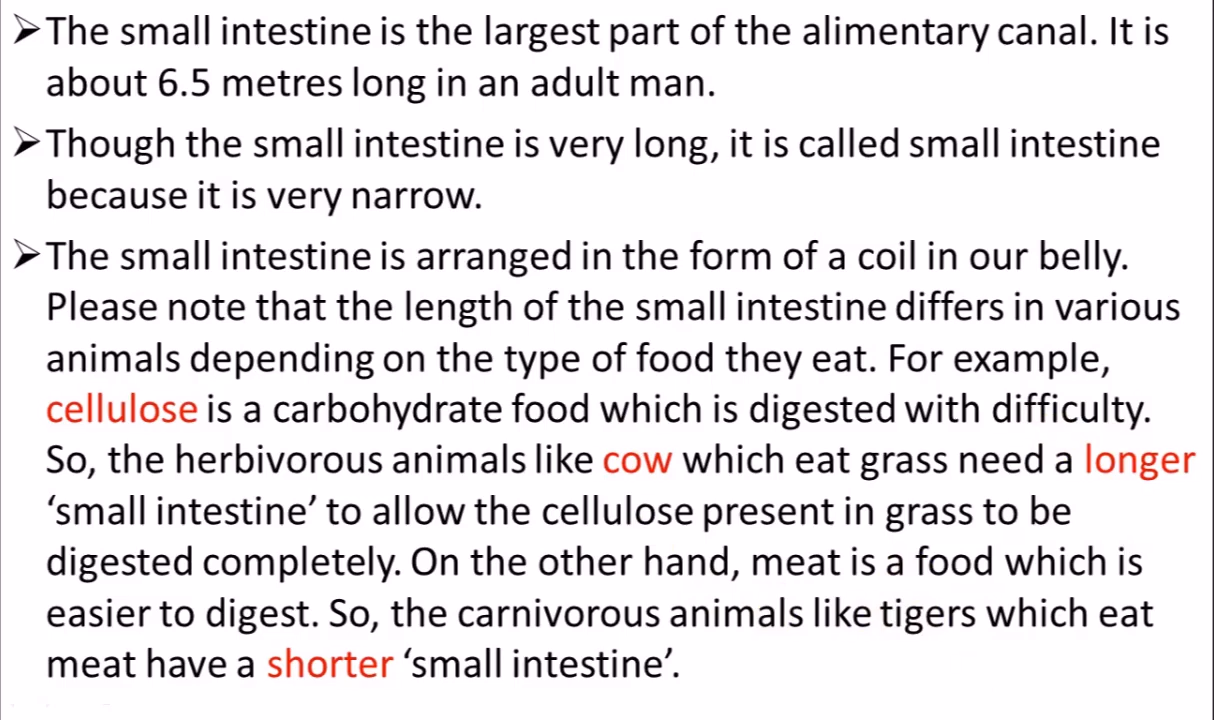 ➢The small intestine is the largest part of the alimentary canal. It is
about 6.5 metres long in an adult man.
➢Though the small intestine is very long, it is called small intestine
because it is very narrow.
➢The small intestine is arranged in the form of a coil in our belly.
Please note that the length of the small intestine differs in various
animals depending on the type of food they eat. For example,
cellulose is a carbohydrate food which is digested with difficulty.
So, the herbivorous animals like cow which eat grass need a longer
‘small intestine’ to allow the cellulose present in grass to be
digested completely. On the other hand, meat is a food which is
easier to digest. So, the carnivorous animals like tigers which eat
meat have a shorter ‘small intestine’.